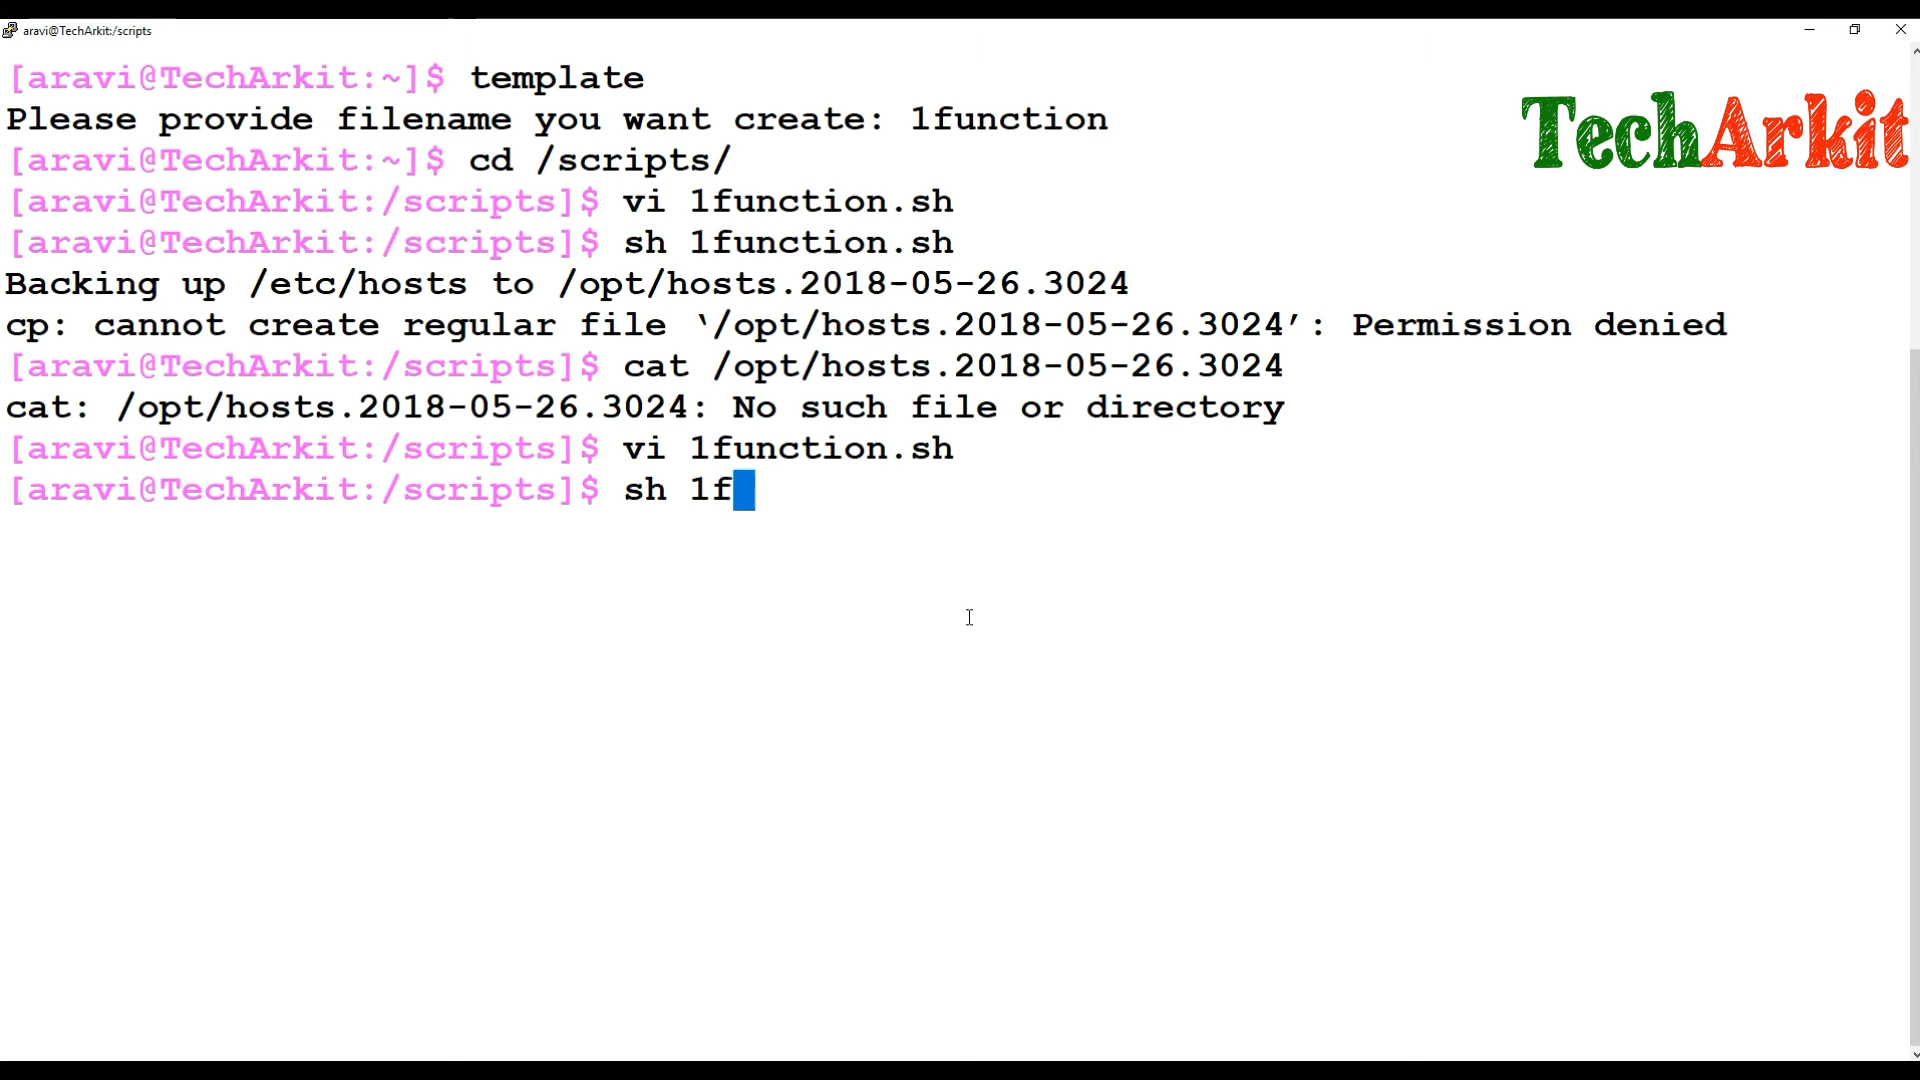 aravi@TechArkit:/scripts
[aravi@TechArkit:~]$ template
TechArkit
Please provide filename you want create: 1function
[aravi@TechArkit:~]$ cd /scripts/
[aravi@TechArkit:/scripts]$ vi 1function.sh
[aravi@TechArkit:/scripts]$ sh 1function.sh
Backing up /etc/hosts to /opt/hosts.2018-05-26.3024
cp: cannot create regular file ‘/opt/hosts.2018-05-26.3024’: Permission denied
[aravi@TechArkit:/scripts]$ cat /opt/hosts.2018-05-26.3024
cat: /opt/hosts.2018-05-26.3024: No such file or directory
[aravi@TechArkit:/scripts]$ vi 1function.sh
[aravi@TechArkit:/scripts]$ sh 1f